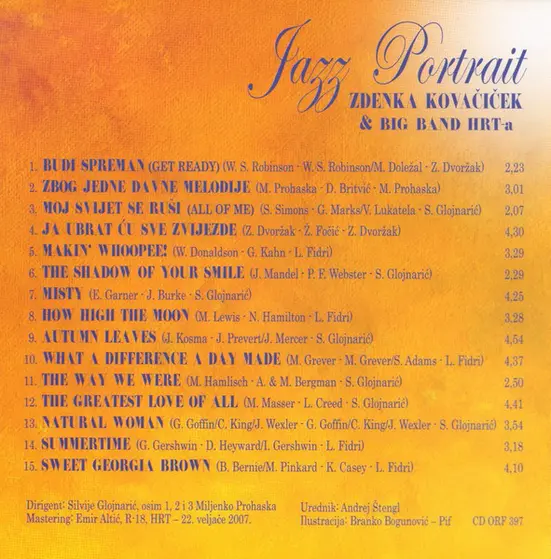 Jazz Portrait
ZDENKA KOVAČIČEK
& BIG BAND HRT-a
1. BUDI SPREMAN (GET READY) (W. S. Robinson · W. S. Robinson/M. Doležal · Z. Dvoržak) 2,23
2. ZBOG JEDNE DAVNE MELODIJE (M. Prohaska · D. Britvić · M. Prohaska) 3,01
3. MOJ SVIJET SE RUŠI (ALL OF ME) (S. Simons · G. Marks/V. Lukatela · S. Glojnarić) 2,07
4. JA UBRAT ĆU SVE ZVIJEZDE (Z. Dvoržak · Ž. Fočić · Z. Dvoržak) 4,30
5. MAKIN' WHOOPEE! (W. Donaldson · G. Kahn · L. Fidri) 3,29
6. THE SHADOW OF YOUR SMILE (J. Mandel · P. F. Webster · S. Glojnarić) 2,29
7. MISTY (E. Garner · J. Burke · S. Glojnarić) 4,25
8. HOW HIGH THE MOON (M. Lewis · N. Hamilton · L. Fidri) 3,28
9. AUTUMN LEAVES (J. Kosma · J. Prevert/J. Mercer · S. Glojnarić) 4,54
10. WHAT A DIFFERENCE A DAY MADE (M. Grever · M. Grever/S. Adams · L. Fidri) 4,37
11. THE WAY WE WERE (M. Hamlisch · A. & M. Bergman · S. Glojnarić) 2,50
12. THE GREATEST LOVE OF ALL (M. Masser · L. Creed · S. Glojnarić) 4,41
13. NATURAL WOMAN (G. Goffin/C. King/J. Wexler · G. Goffin/C. King/J. Wexler · S. Glojnarić) 3,54
14. SUMMERTIME (G. Gershwin · D. Heyward/I. Gershwin · L. Fidri) 3,18
15. SWEET GEORGIA BROWN (B. Bernie/M. Pinkard · K. Casey · L. Fidri) 4,10
Dirigent: Silvije Glojnarić, osim 1, 2 i 3 Miljenko Prohaska
Mastering: Emir Altić, R-18, HRT – 22. veljače 2007.
Urednik: Andrej Štengl
Ilustracija: Branko Bogunović – Pif
CD ORF 397